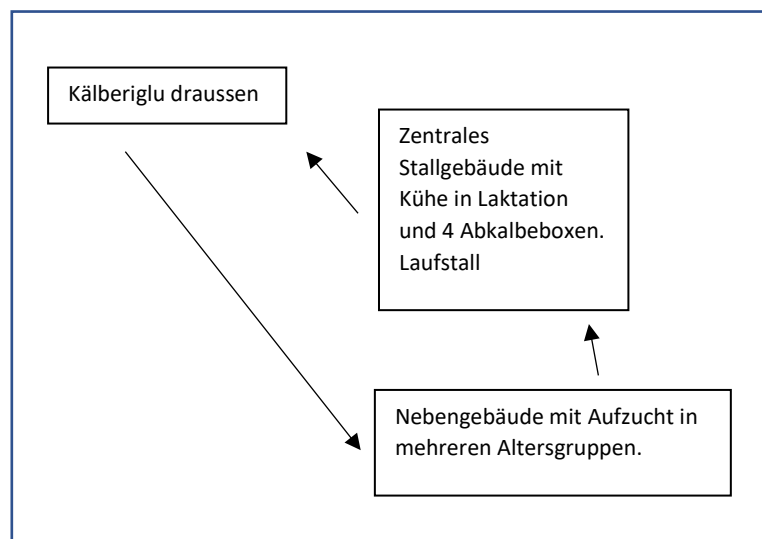 Kälberiglu draussen
Zentrales
Stallgebäude mit
Kühe in Laktation
und 4 Abkalbeboxen.
Laufstall
Nebengebäude mit Aufzucht in
mehreren Altersgruppen.